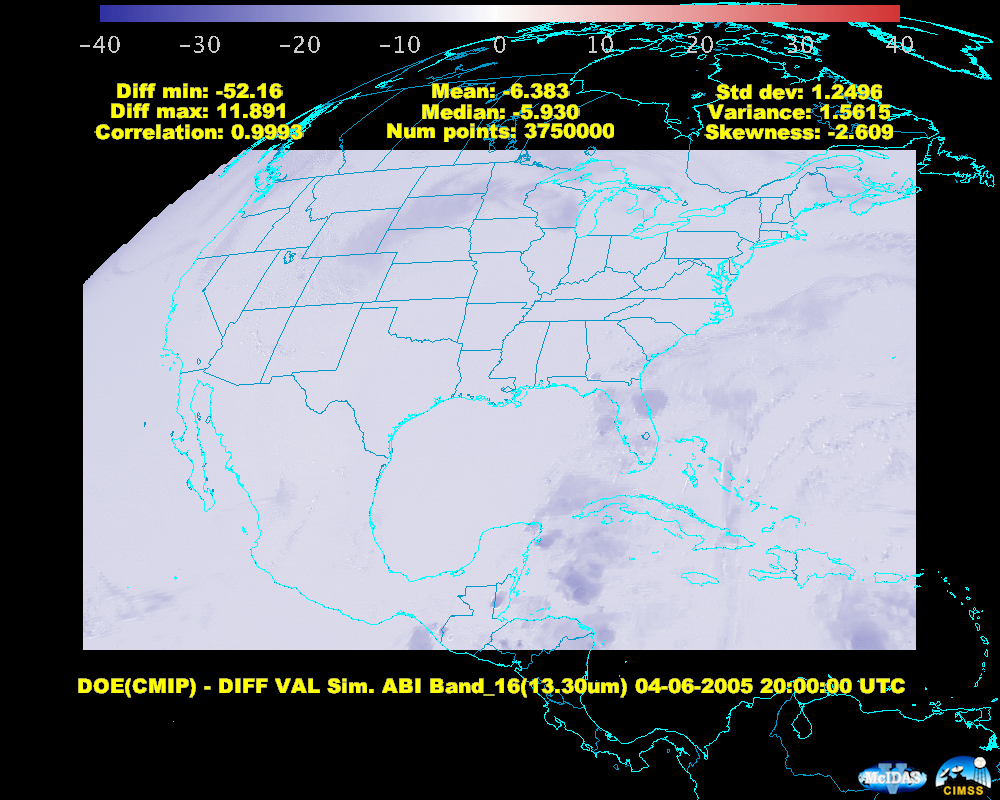 -40 -30 -20 -10 0 10 20 30 40
Diff min: -52.16 Mean: -6.383 Std dev: 1.2496
Diff max: 11.891 Median: -5.930 Variance: 1.5615
Correlation: 0.9993 Num points: 3750000 Skewness: -2.609
DOE(CMIP) - DIFF VAL Sim. ABI Band_16(13.30um) 04-06-2005 20:00:00 UTC
McIDAS CIMSS